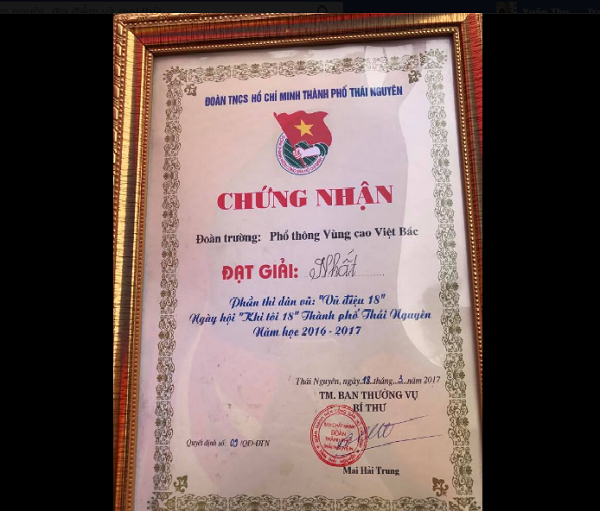 ĐOÀN TNCS HỒ CHÍ MINH THÀNH PHỐ THÁI NGUYÊN
CHỨNG NHẬN
Đoàn trường: Phổ thông Vùng cao Việt Bắc
ĐẠT GIẢI: Nhất
Phần thi dân vũ: "Vũ điệu 18"
Ngày hội "Khi tôi 18" Thành phố Thái Nguyên
Năm học 2016 - 2017
Thái Nguyên, ngày 18 tháng 3 năm 2017
TM. BAN THƯỜNG VỤ
BÍ THƯ
Quyết định số: 09 /QĐ-ĐTN
Mai Hải Trung